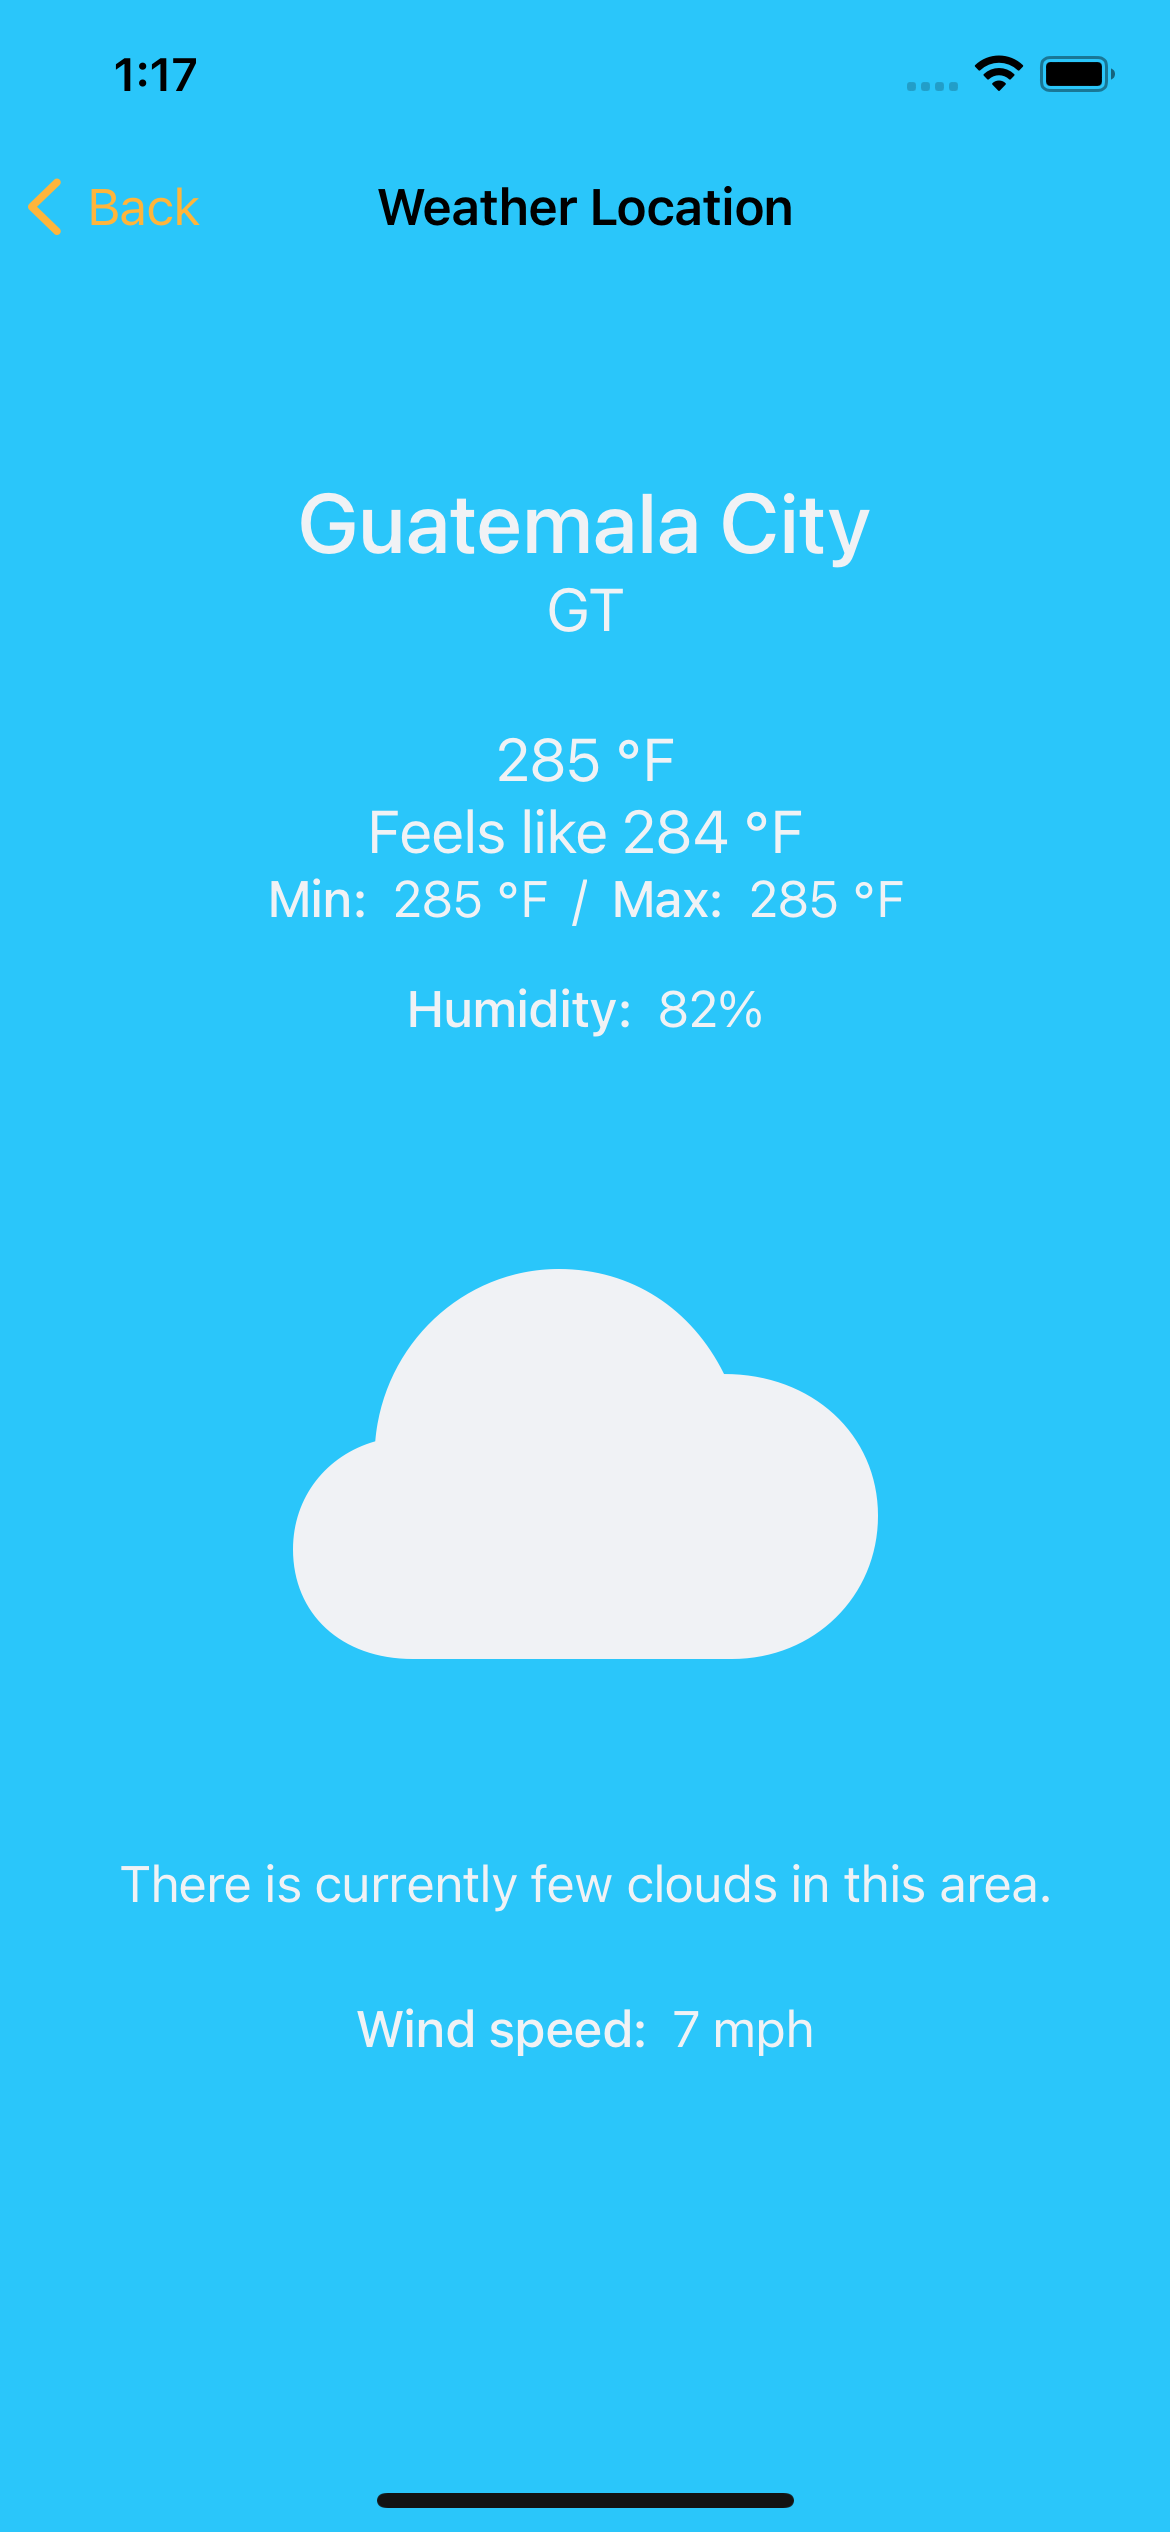 1:17
Back Weather Location
Guatemala City
GT
285 °F
Feels like 284 °F
Min: 285 °F / Max: 285 °F
Humidity: 82%
There is currently few clouds in this area.
Wind speed: 7 mph